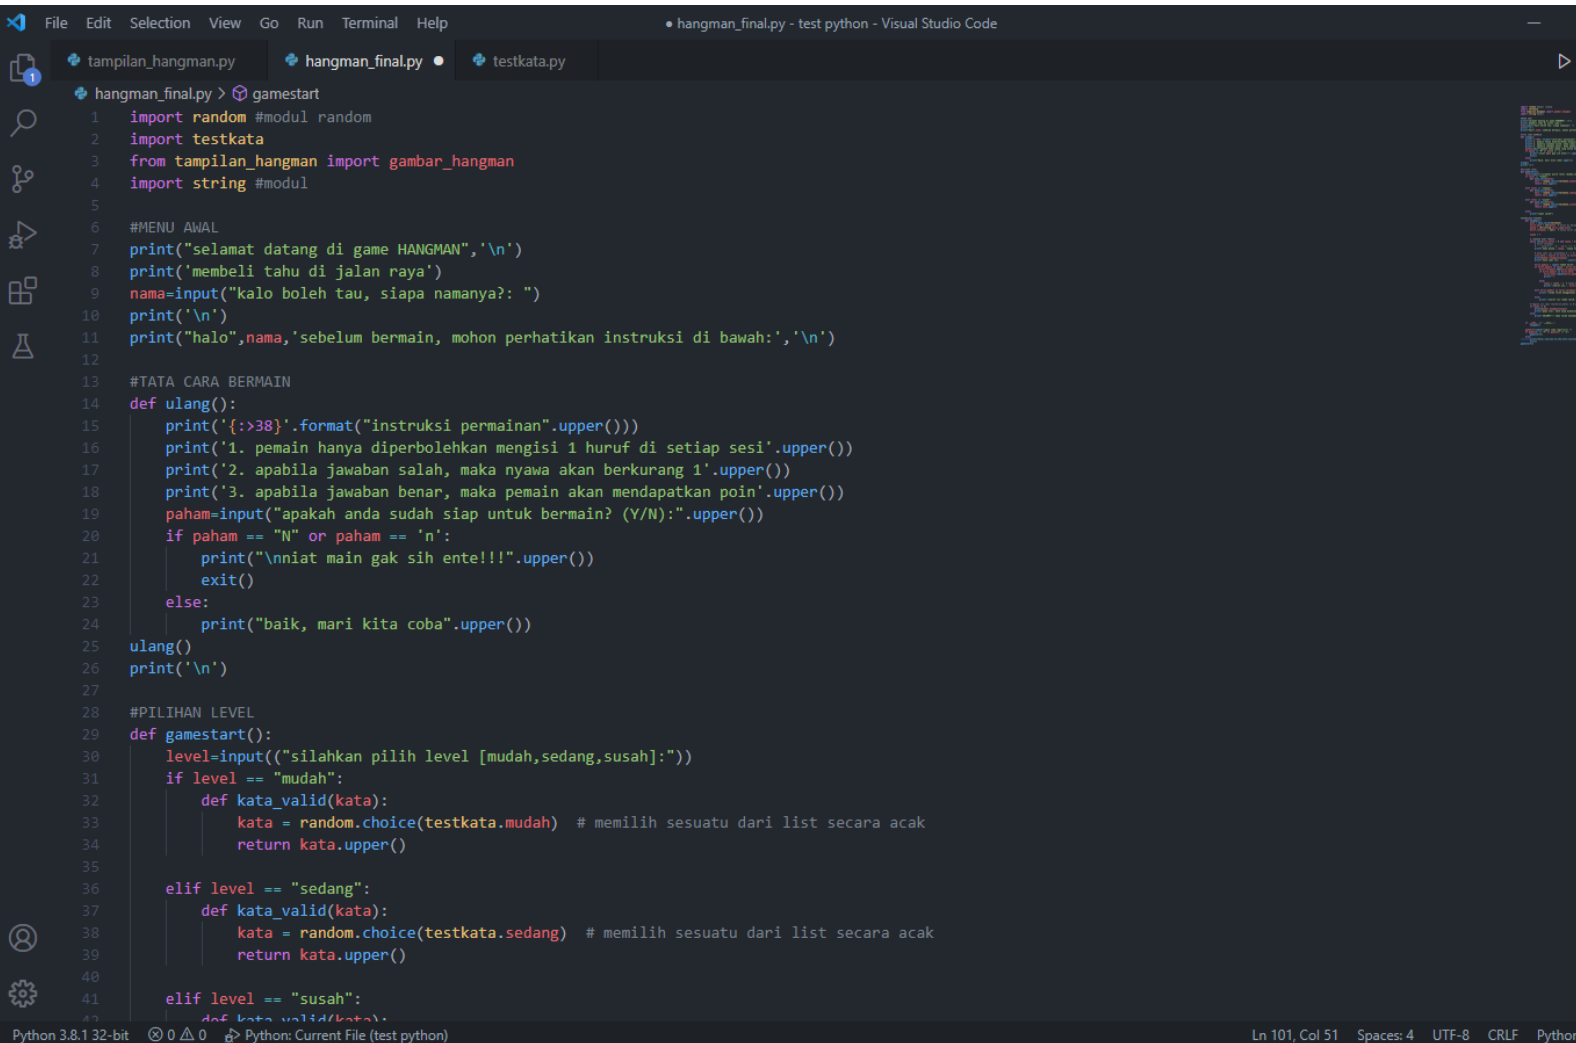 File Edit Selection View Go Run Terminal Help ● hangman_final.py - test python - Visual Studio Code
tampilan_hangman.py hangman_final.py ● testkata.py
1
hangman_final.py > gamestart
1 import random #modul random
2 import testkata
3 from tampilan_hangman import gambar_hangman
4 import string #modul
5
6 #MENU AWAL
7 print("selamat datang di game HANGMAN",'\n')
8 print('membeli tahu di jalan raya')
9 nama=input("kalo boleh tau, siapa namanya?: ")
10 print('\n')
11 print("halo",nama,'sebelum bermain, mohon perhatikan instruksi di bawah:','\n')
12
13 #TATA CARA BERMAIN
14 def ulang():
15 print('{:>38}'.format("instruksi permainan".upper()))
16 print('1. pemain hanya diperbolehkan mengisi 1 huruf di setiap sesi'.upper())
17 print('2. apabila jawaban salah, maka nyawa akan berkurang 1'.upper())
18 print('3. apabila jawaban benar, maka pemain akan mendapatkan poin'.upper())
19 paham=input("apakah anda sudah siap untuk bermain? (Y/N):".upper())
20 if paham == "N" or paham == 'n':
21 print("\nniat main gak sih ente!!!".upper())
22 exit()
23 else:
24 print("baik, mari kita coba".upper())
25 ulang()
26 print('\n')
27
28 #PILIHAN LEVEL
29 def gamestart():
30 level=input(("silahkan pilih level [mudah,sedang,susah]:"))
31 if level == "mudah":
32 def kata_valid(kata):
33 kata = random.choice(testkata.mudah) # memilih sesuatu dari list secara acak
34 return kata.upper()
35
36 elif level == "sedang":
37 def kata_valid(kata):
38 kata = random.choice(testkata.sedang) # memilih sesuatu dari list secara acak
39 return kata.upper()
40
41 elif level == "susah":
42 def kata_valid(kata):
Python 3.8.1 32-bit 0 0 Python: Current File (test python) Ln 101, Col 51 Spaces: 4 UTF-8 CRLF Python